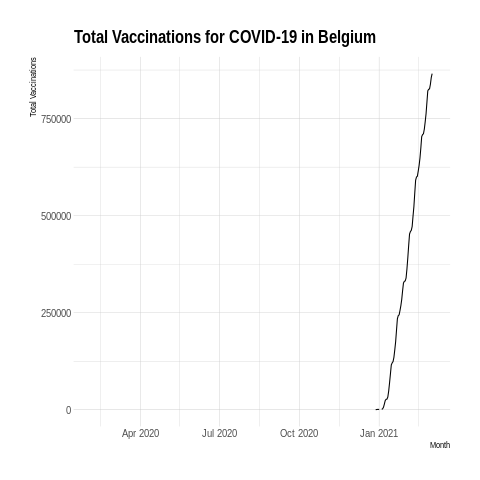 Total Vaccinations for COVID-19 in Belgium
Total Vaccinations
750000
500000
250000
0
Apr 2020 Jul 2020 Oct 2020 Jan 2021
Month